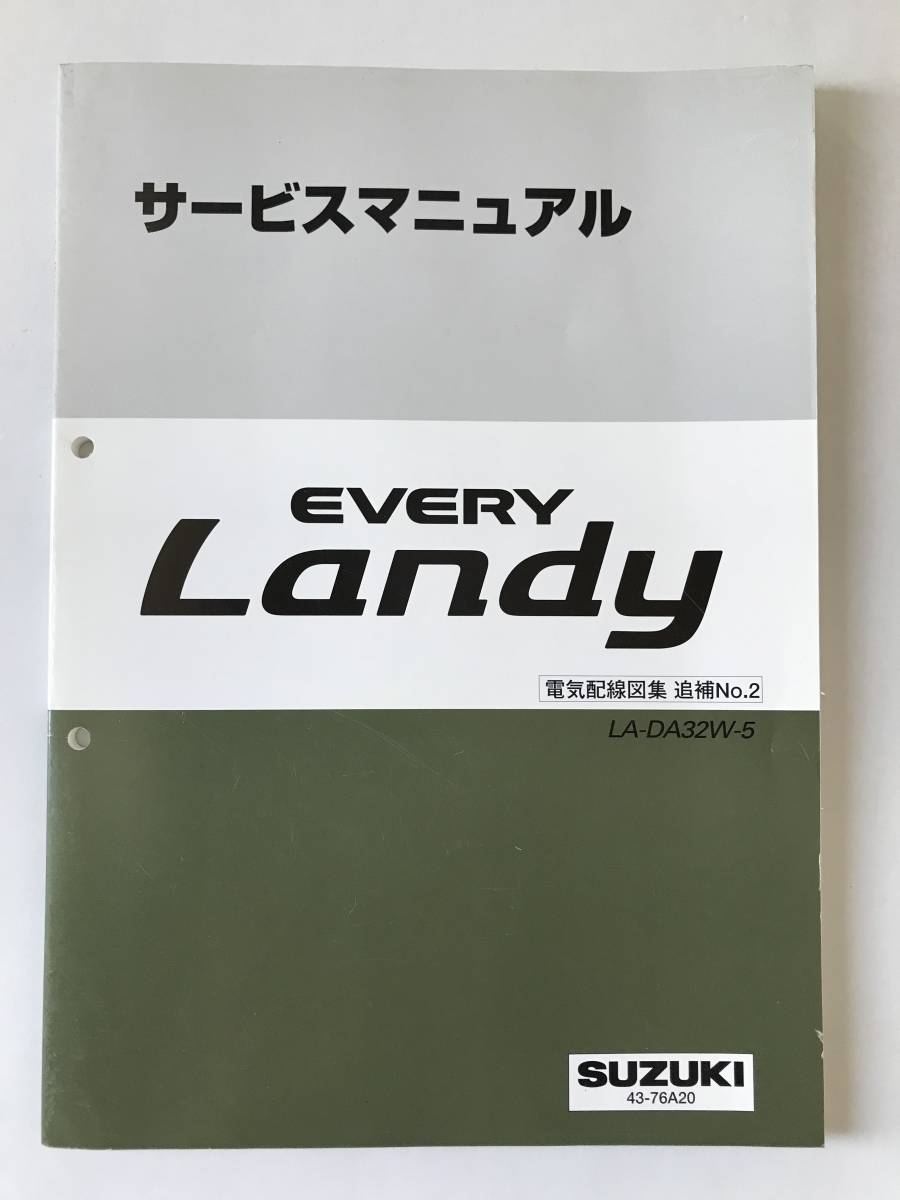 サービスマニュアル
EVERY
Landy
電気配線図集 追補No.2
LA-DA32W-5
SUZUKI
43-76A20